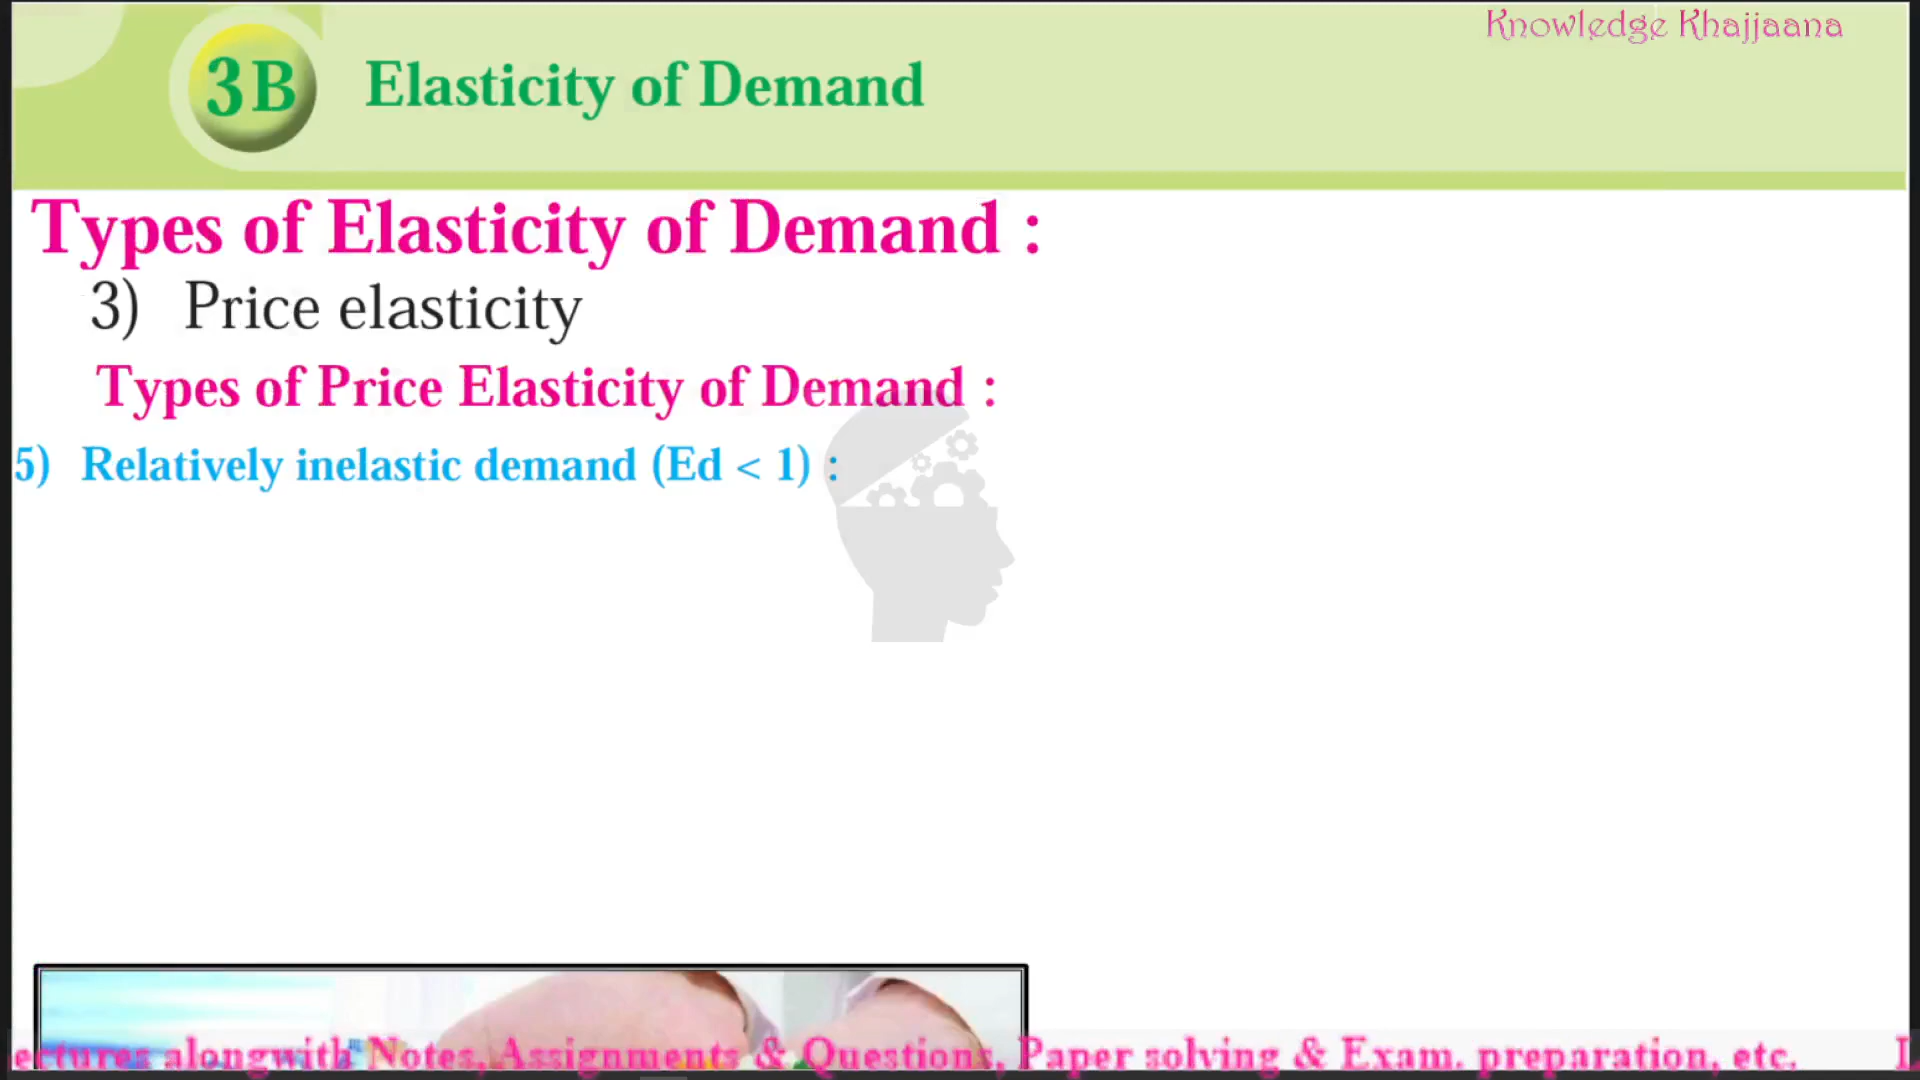 Knowledge Khajjaana
3B Elasticity of Demand
Types of Elasticity of Demand :
3) Price elasticity
Types of Price Elasticity of Demand :
5) Relatively inelastic demand (Ed < 1) :
ectures alongwith Notes, Assignments & Questions, Paper solving & Exam. preparation, etc.